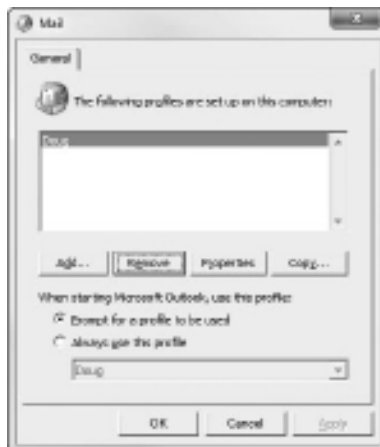 Mail
General
The following profiles are set up on this computer:
Doug
Add...
Remove
Properties
Copy...
When starting Microsoft Outlook, use this profile:
Prompt for a profile to be used
Always use this profile
Doug
OK
Cancel
Apply